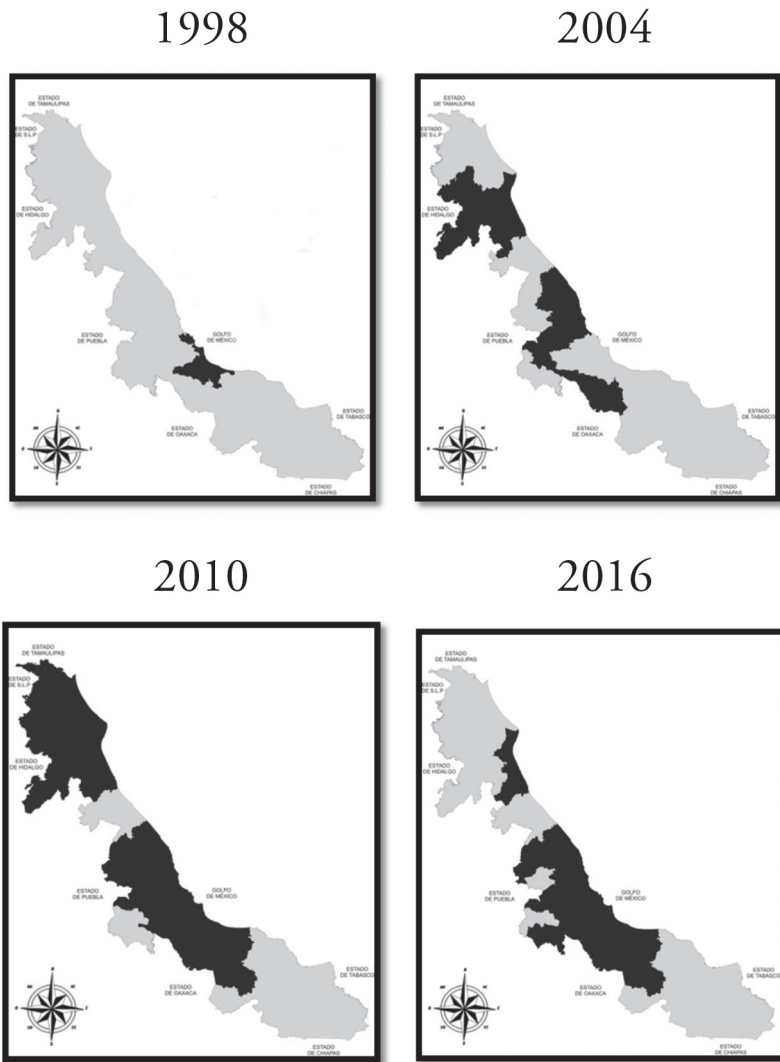 1998
2004
ESTADO
DE TAMAULIPAS
ESTADO
DE S.L.P
ESTADO
DE HIDALGO
ESTADO
DE PUEBLA
GOLFO
DE MÉXICO
ESTADO
DE TABASCO
ESTADO
DE OAXACA
ESTADO
DE CHIAPAS
ESTADO
DE TAMAULIPAS
ESTADO
DE S.L.P
ESTADO
DE HIDALGO
ESTADO
DE PUEBLA
GOLFO
DE MÉXICO
ESTADO
DE TABASCO
ESTADO
DE OAXACA
ESTADO
DE CHIAPAS
2010
2016
ESTADO
DE TAMAULIPAS
ESTADO
DE S.L.P
ESTADO
DE HIDALGO
ESTADO
DE PUEBLA
GOLFO
DE MÉXICO
ESTADO
DE TABASCO
ESTADO
DE OAXACA
ESTADO
DE CHIAPAS
ESTADO
DE TAMAULIPAS
ESTADO
DE S.L.P
ESTADO
DE HIDALGO
ESTADO
DE PUEBLA
GOLFO
DE MÉXICO
ESTADO
DE TABASCO
ESTADO
DE OAXACA
ESTADO
DE CHIAPAS